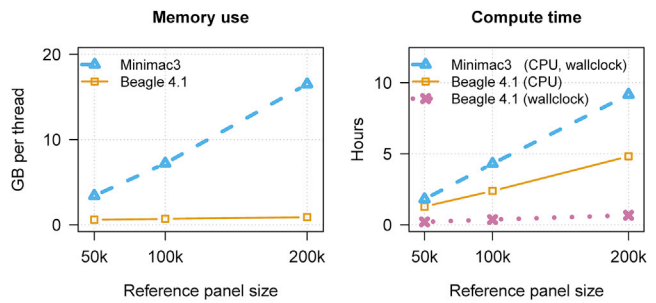 Memory use
GB per thread
20
10
0
Minimac3
Beagle 4.1
50k 100k 200k
Reference panel size
Compute time
Hours
10
5
0
Minimac3 (CPU, wallclock)
Beagle 4.1 (CPU)
Beagle 4.1 (wallclock)
50k 100k 200k
Reference panel size